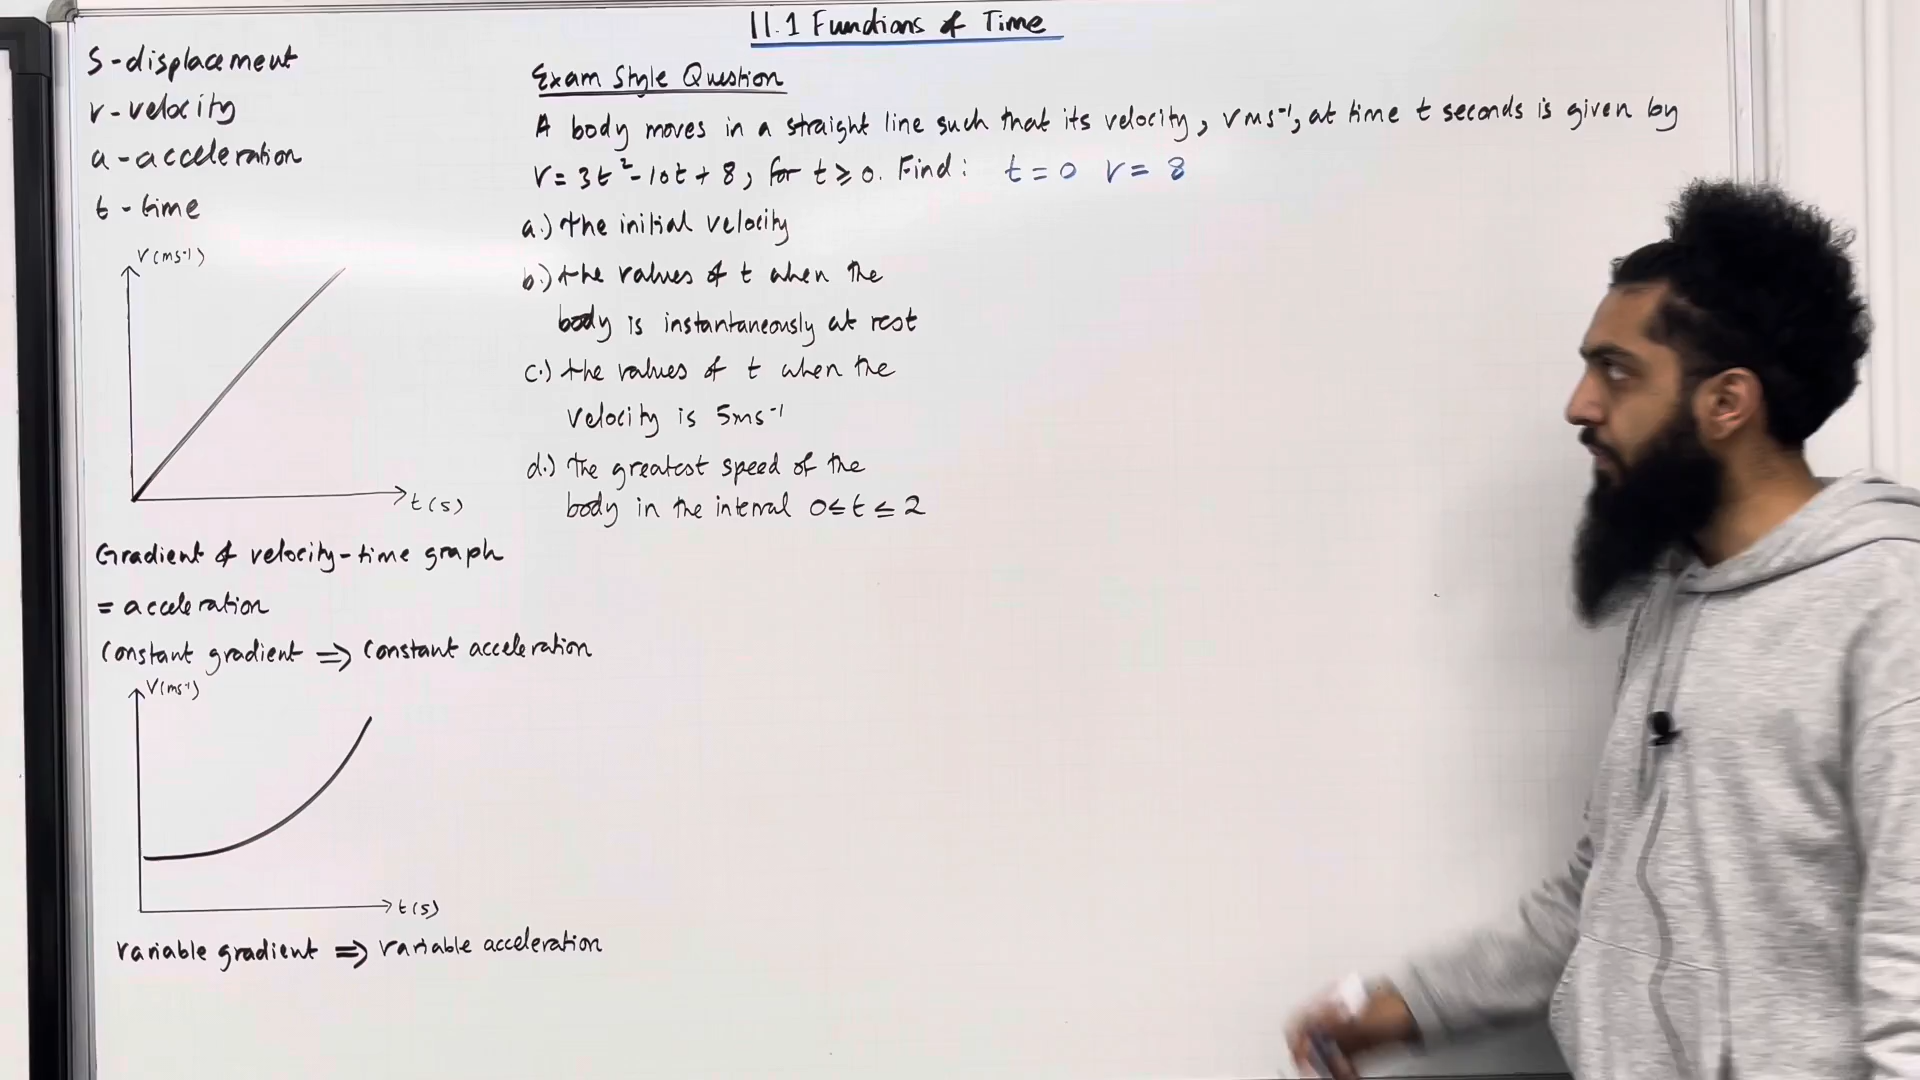 11.1 Functions of Time
S - displacement
v - velocity
a - acceleration
t - time
v(ms⁻¹)
t(s)
Gradient of velocity-time graph
= acceleration
Constant gradient ⇒ constant acceleration
v(ms⁻¹)
t(s)
variable gradient ⇒ variable acceleration
Exam Style Question
A body moves in a straight line such that its velocity, v ms⁻¹, at time t seconds is given by
v = 3t² - 10t + 8, for t ≥ 0. Find: t = 0 v = 8
a.) the initial velocity
b.) the values of t when the
body is instantaneously at rest
c.) the values of t when the
velocity is 5ms⁻¹
d.) the greatest speed of the
body in the interval 0 ≤ t ≤ 2